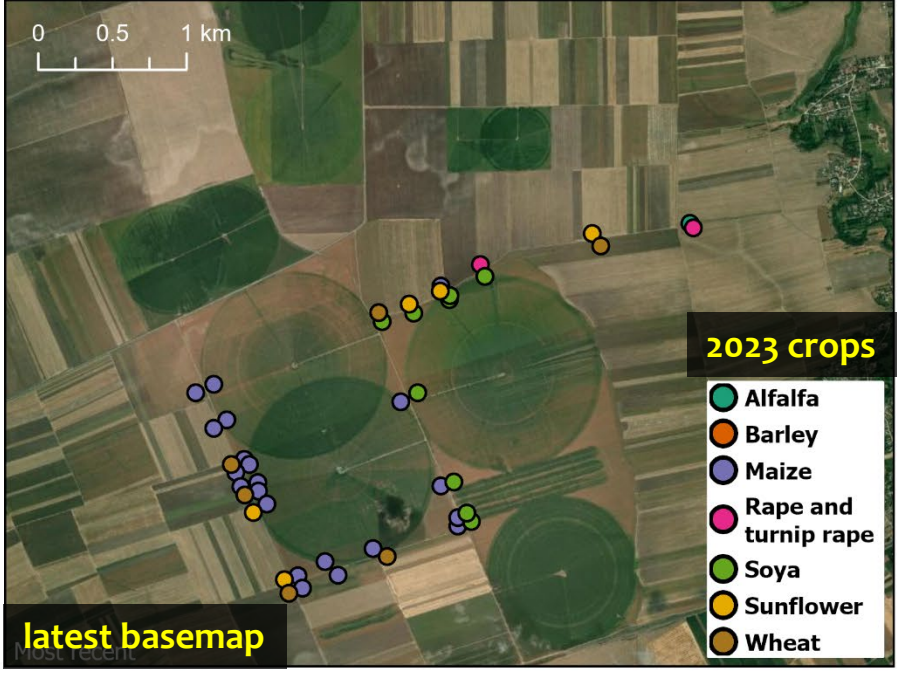 0 0.5 1 km
2023 crops
Alfalfa
Barley
Maize
Rape and
turnip rape
Soya
Sunflower
Wheat
latest basemap
Most recent